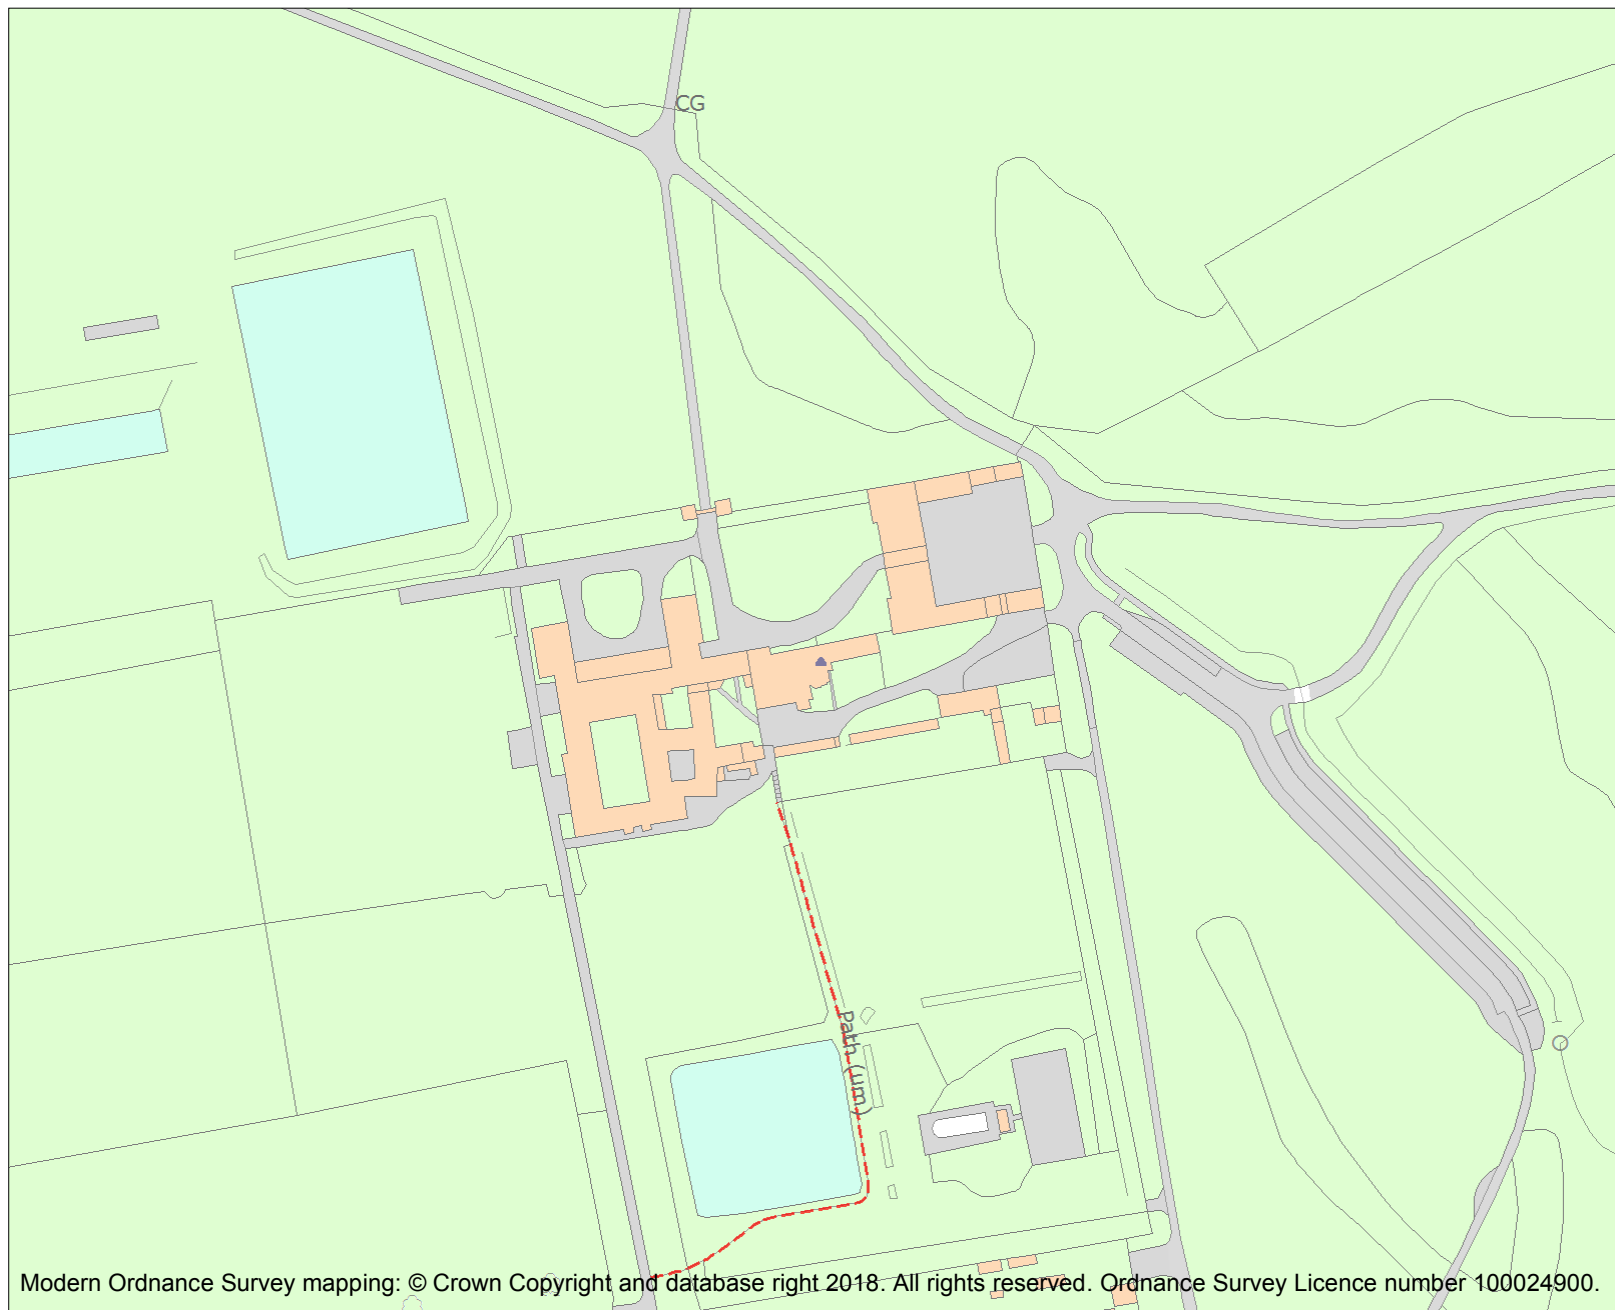 CG
Path (um)
Modern Ordnance Survey mapping: © Crown Copyright and database right 2018. All rights reserved. Ordnance Survey Licence number 100024900.